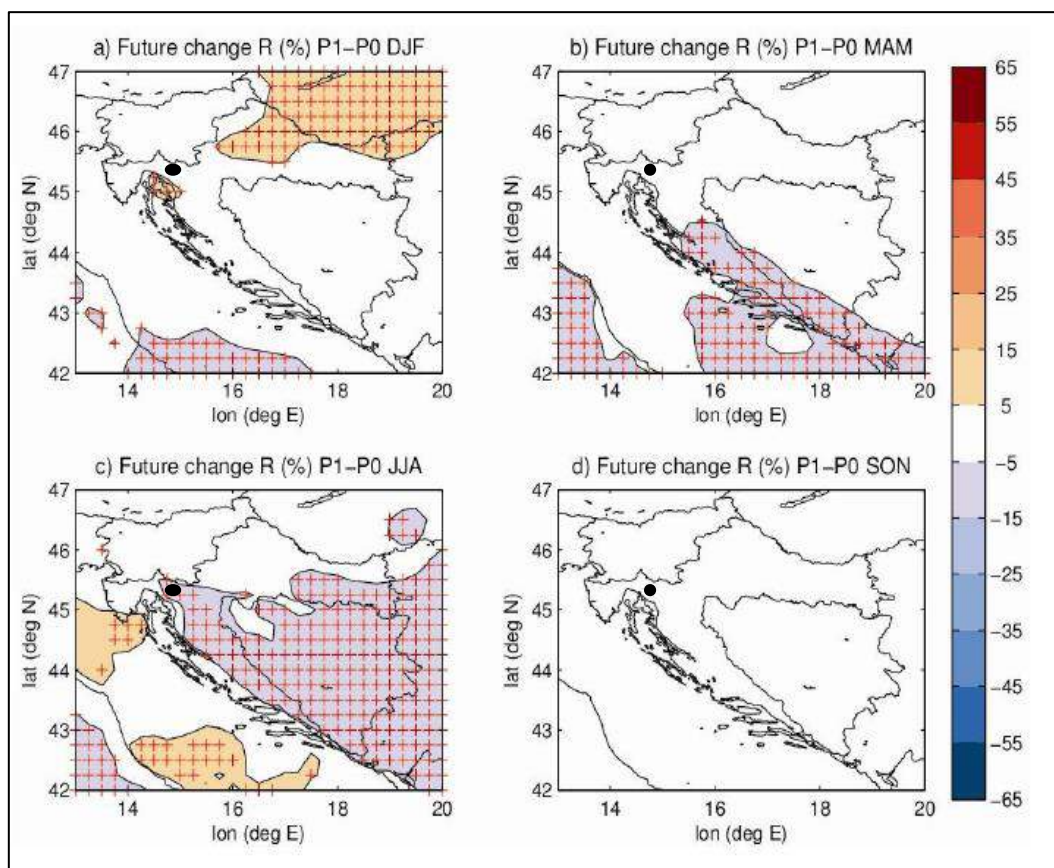 a) Future change R (%) P1-P0 DJF
47
46
45
44
43
42
14 16 18 20
lon (deg E)
lat (deg N)
b) Future change R (%) P1-P0 MAM
47
46
45
44
43
42
14 16 18 20
lon (deg E)
lat (deg N)
c) Future change R (%) P1-P0 JJA
47
46
45
44
43
42
14 16 18 20
lon (deg E)
lat (deg N)
d) Future change R (%) P1-P0 SON
47
46
45
44
43
42
14 16 18 20
lon (deg E)
lat (deg N)
65
55
45
35
25
15
5
-5
-15
-25
-35
-45
-55
-65